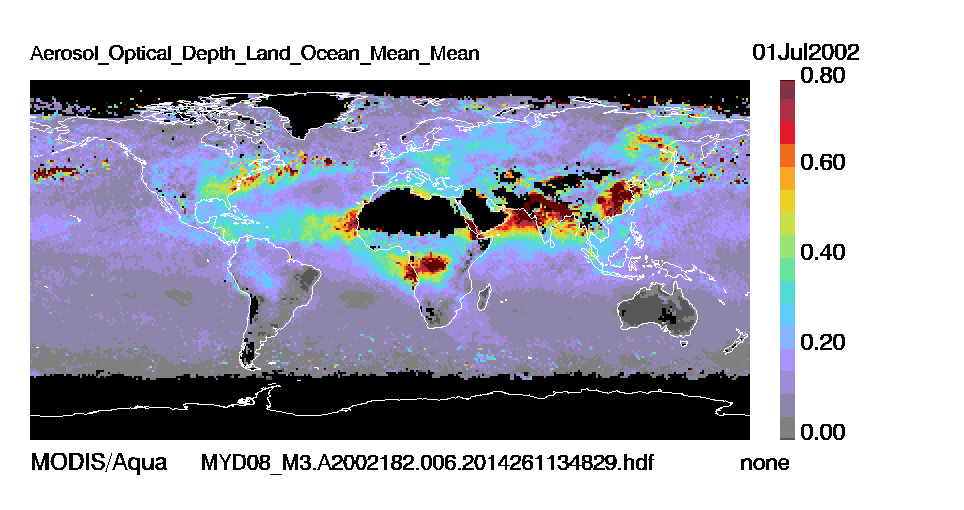 Aerosol_Optical_Depth_Land_Ocean_Mean_Mean
01Jul2002
0.80
0.60
0.40
0.20
0.00
MODIS/Aqua MYD08_M3.A2002182.006.2014261134829.hdf none